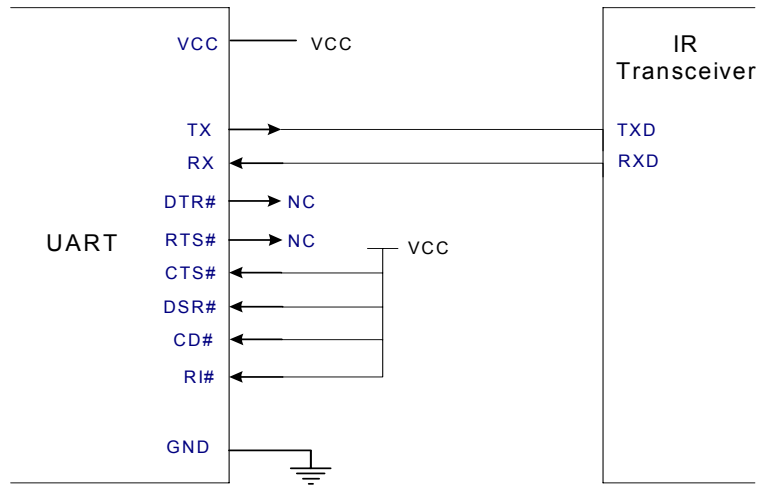 VCC VCC
IR
Transceiver
TX TXD
RX RXD
DTR# NC
UART RTS# NC
VCC
CTS#
DSR#
CD#
RI#
GND